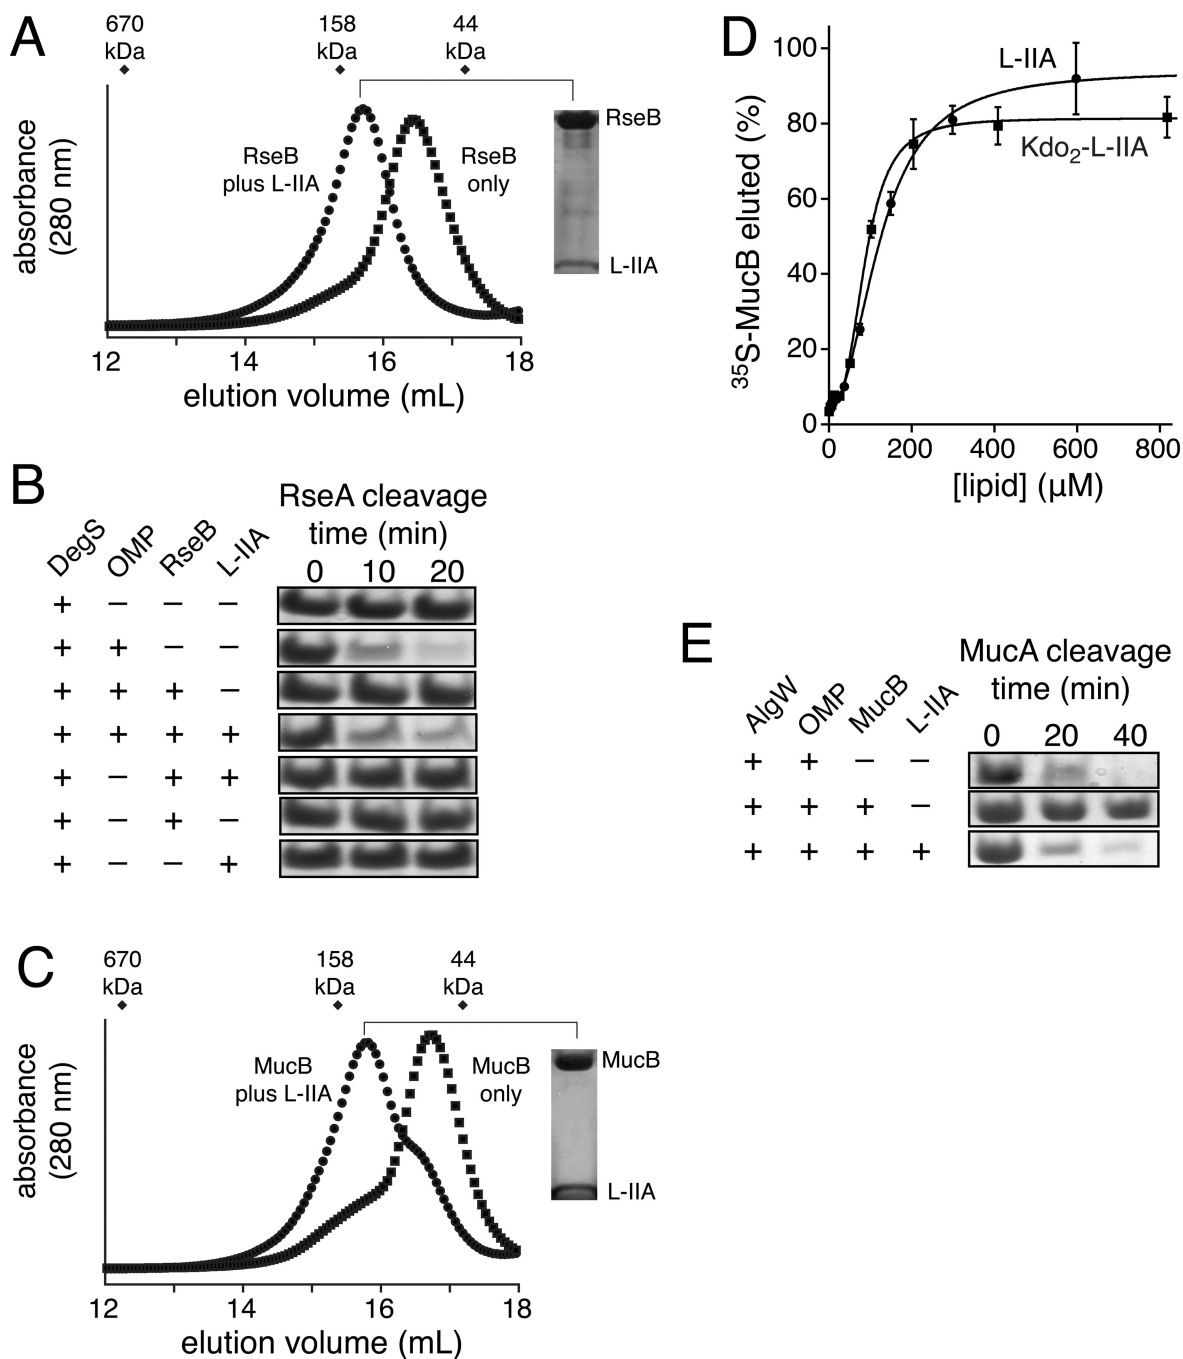 A
670 158 44
kDa kDa kDa
absorbance
(280 nm)
RseB
plus L-IIA
RseB
only
RseB
L-IIA
12 14 16 18
elution volume (mL)
B
DegS OMP RseB L-IIA
RseA cleavage
time (min)
0 10 20
+ − − −
+ + − −
+ + + −
+ + + +
+ − + +
+ − + −
+ − − +
C
670 158 44
kDa kDa kDa
absorbance
(280 nm)
MucB
plus L-IIA
MucB
only
MucB
L-IIA
12 14 16 18
elution volume (mL)
D
35S-MucB eluted (%)
100
80
60
40
20
0
L-IIA
Kdo2-L-IIA
0 200 400 600 800
[lipid] (µM)
E
AlgW OMP MucB L-IIA
MucA cleavage
time (min)
0 20 40
+ + − −
+ + + −
+ + + +